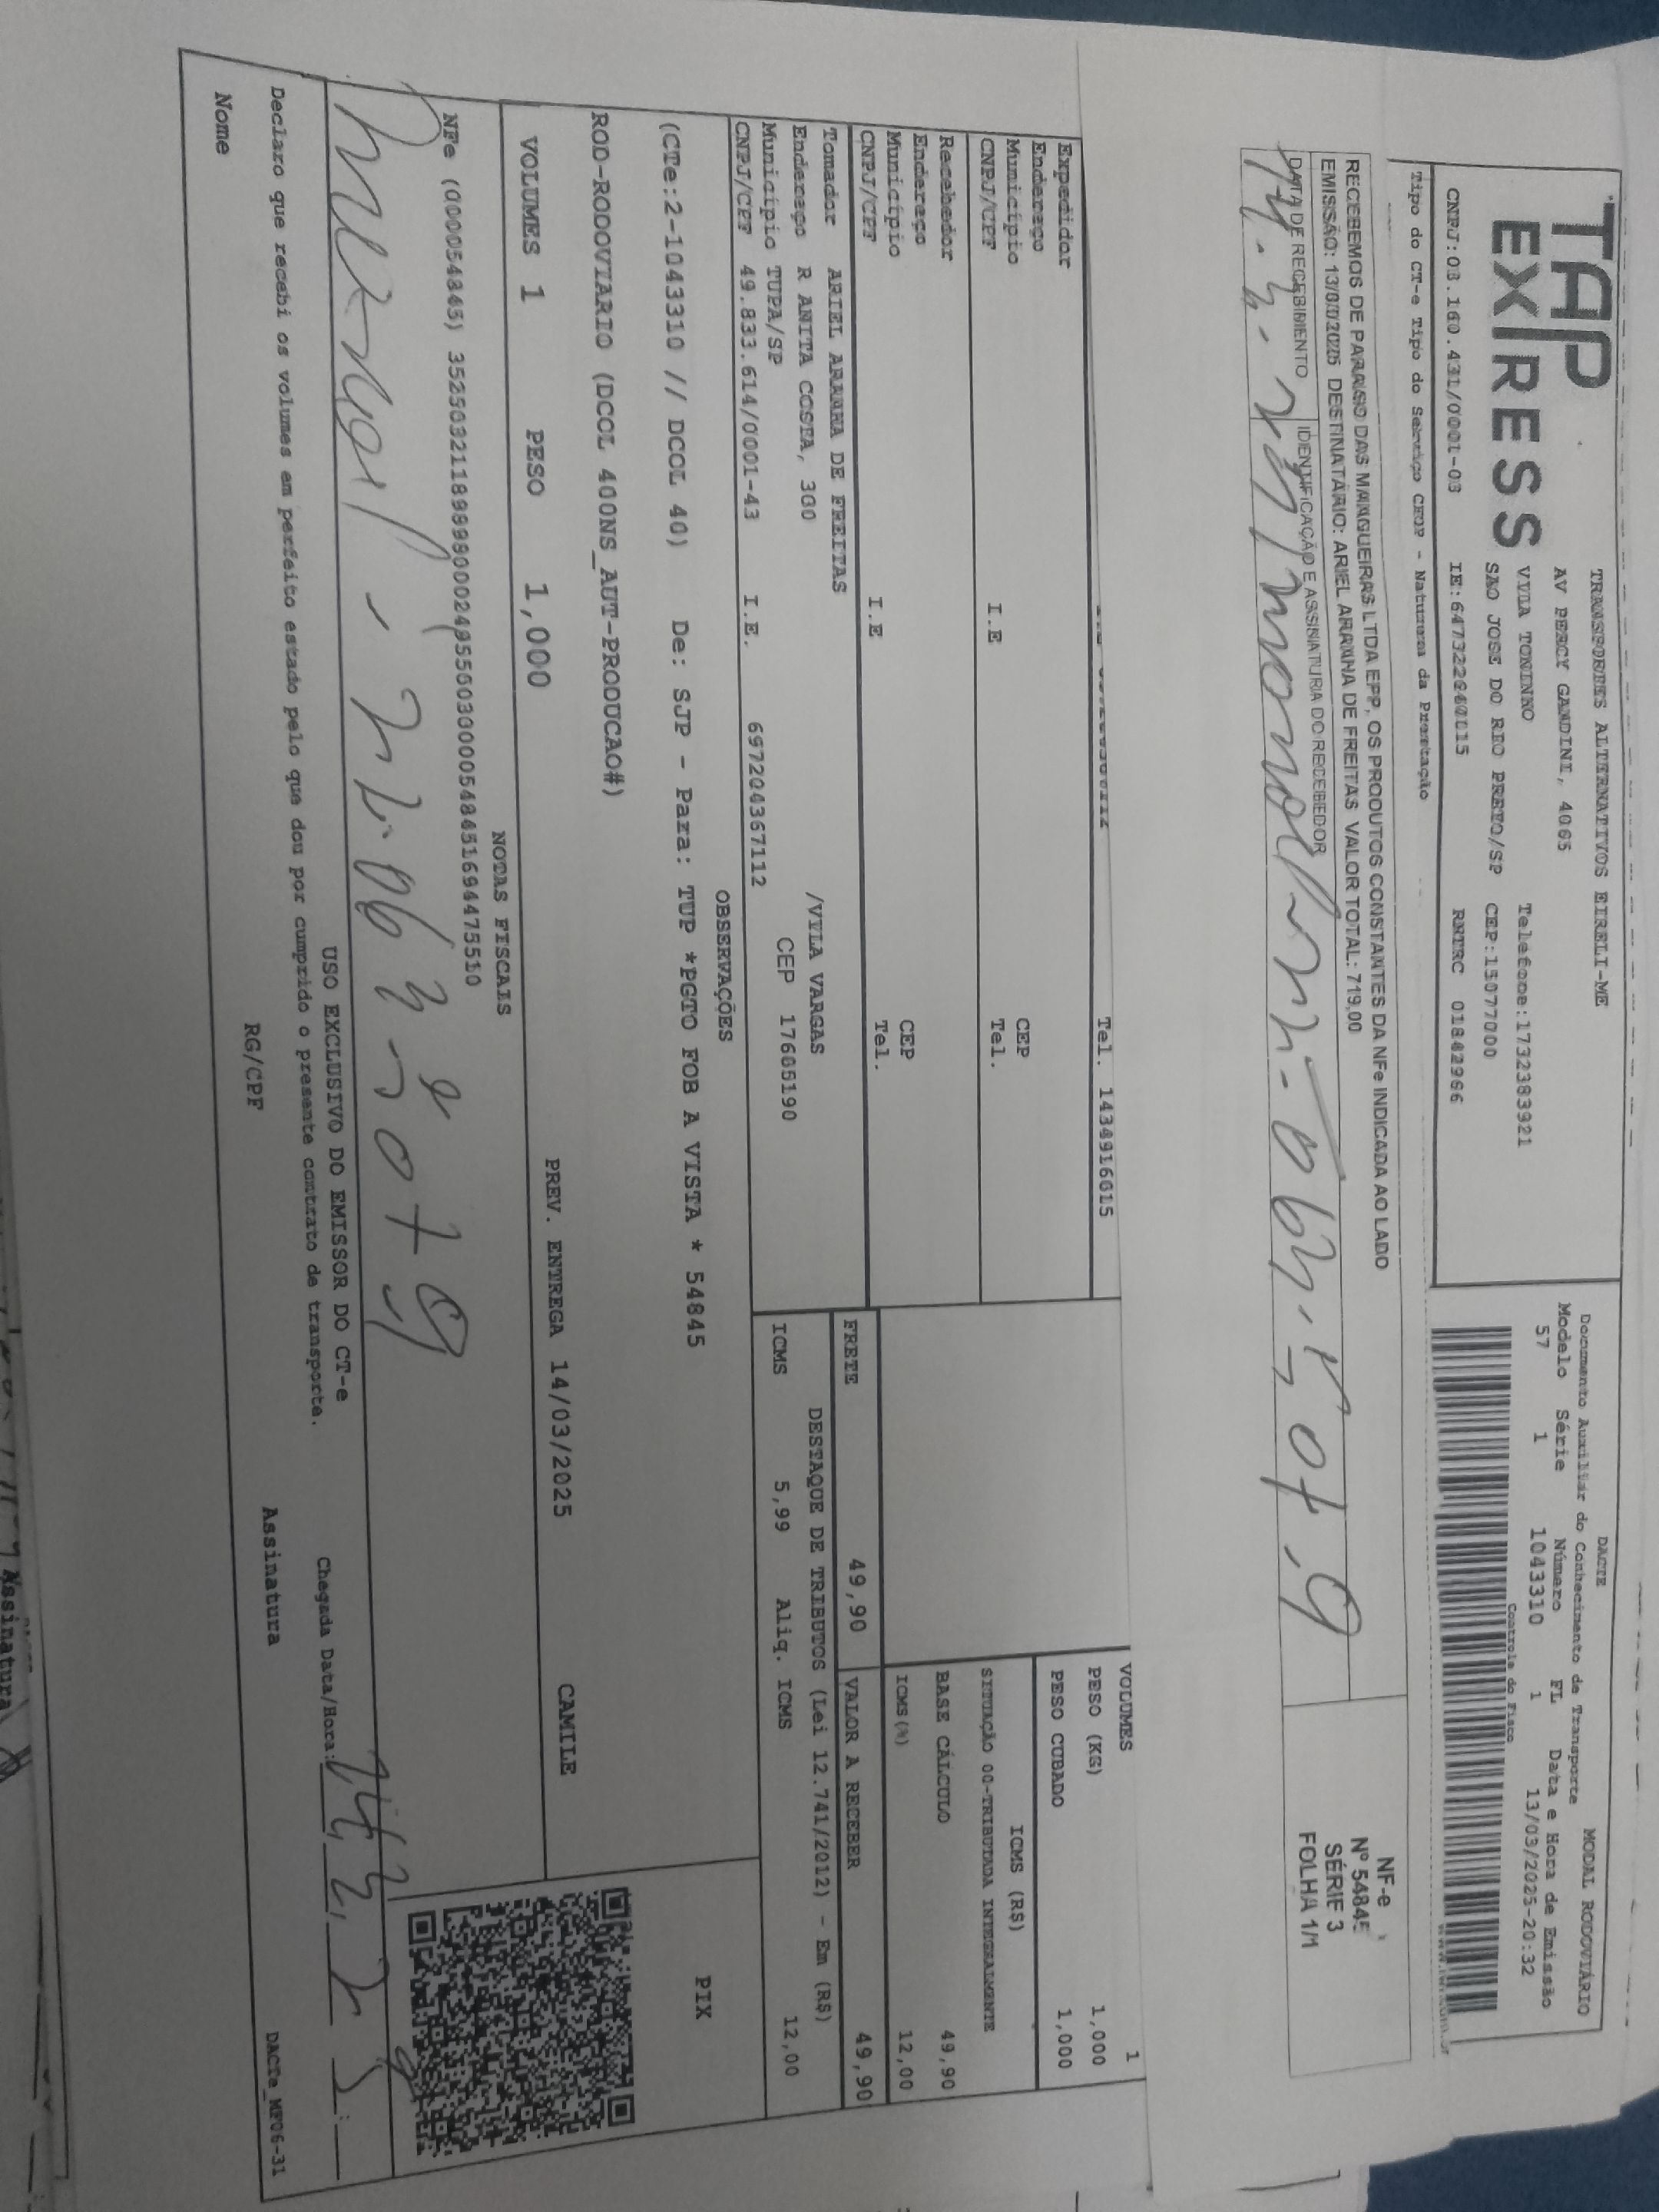 TAP
EXPRESS
TRANSPORTES ALTERNATIVOS EIRELI-ME
AV PERCY GANDINI, 4065
VILA TONINHO Telefone:1732383921
SAO JOSE DO RIO PRETO/SP CEP:15077000
CNPJ:08.160.431/0001-03 IE:647322640015 RNTRC 01842966
Tipo do CT-e Tipo do Serviço CFOP - Natureza da Prestação
DACTE MODAL RODOVIÁRIO
Documento Auxiliar do Conhecimento de Transporte
Modelo Série Número FL Data e Hora de Emissão
57 1 1043310 1 13/03/2025-20:32
Controle do Fisco
RECEBEMOS DE PARAISO DAS MANGUEIRAS LTDA EPP, OS PRODUTOS CONSTANTES DA NFe INDICADA AO LADO
EMISSÃO: 13/03/2025 DESTINATÁRIO: ARIEL ARANHA DE FREITAS VALOR TOTAL: 719,00
DATA DE RECEBIMENTO IDENTIFICAÇÃO E ASSINATURA DO RECEBEDOR
NF-e
Nº 54845
SÉRIE 3
FOLHA 1/1
Tel. 1434916615
Expedidor
Endereço
Município CEP
CNPJ/CPF I.E Tel.
Recebedor
Endereço
Município CEP
CNPJ/CPF I.E Tel.
Tomador ARIEL ARANHA DE FREITAS
Endereço R ANITA COSTA, 300 /VILA VARGAS
Município TUPA/SP CEP 17605190
CNPJ/CPF 49.833.614/0001-43 I.E. 697204367112
VOLUMES 1
PESO (KG) 1,000
PESO CUBADO 1,000
ICMS (R$)
SITUAÇÃO 00-TRIBUTADA INTEGRALMENTE
BASE CÁLCULO 49,90
ICMS(%) 12,00
FRETE 49,90 VALOR A RECEBER 49,90
DESTAQUE DE TRIBUTOS (Lei 12.741/2012) - Em (R$)
ICMS 5,99 Aliq. ICMS 12,00
OBSERVAÇÕES
(CTe:2-1043310 // DCOL 40) De: SJP - Para: TUP *PGTO FOB A VISTA * 54845
ROD-RODOVIARIO (DCOL 400NS_AUT-PRODUCAO#)
PIX
VOLUMES 1 PESO 1,000 PREV. ENTREGA 14/03/2025 CAMILE
NOTAS FISCAIS
NFe (000054845)
USO EXCLUSIVO DO EMISSOR DO CT-e
Chegada Data/Hora:
Declaro que recebi os volumes em perfeito estado pelo que dou por cumprido o presente contrato de transporte.
Nome RG/CPF Assinatura
DACTe_MF06-31
Assinatura